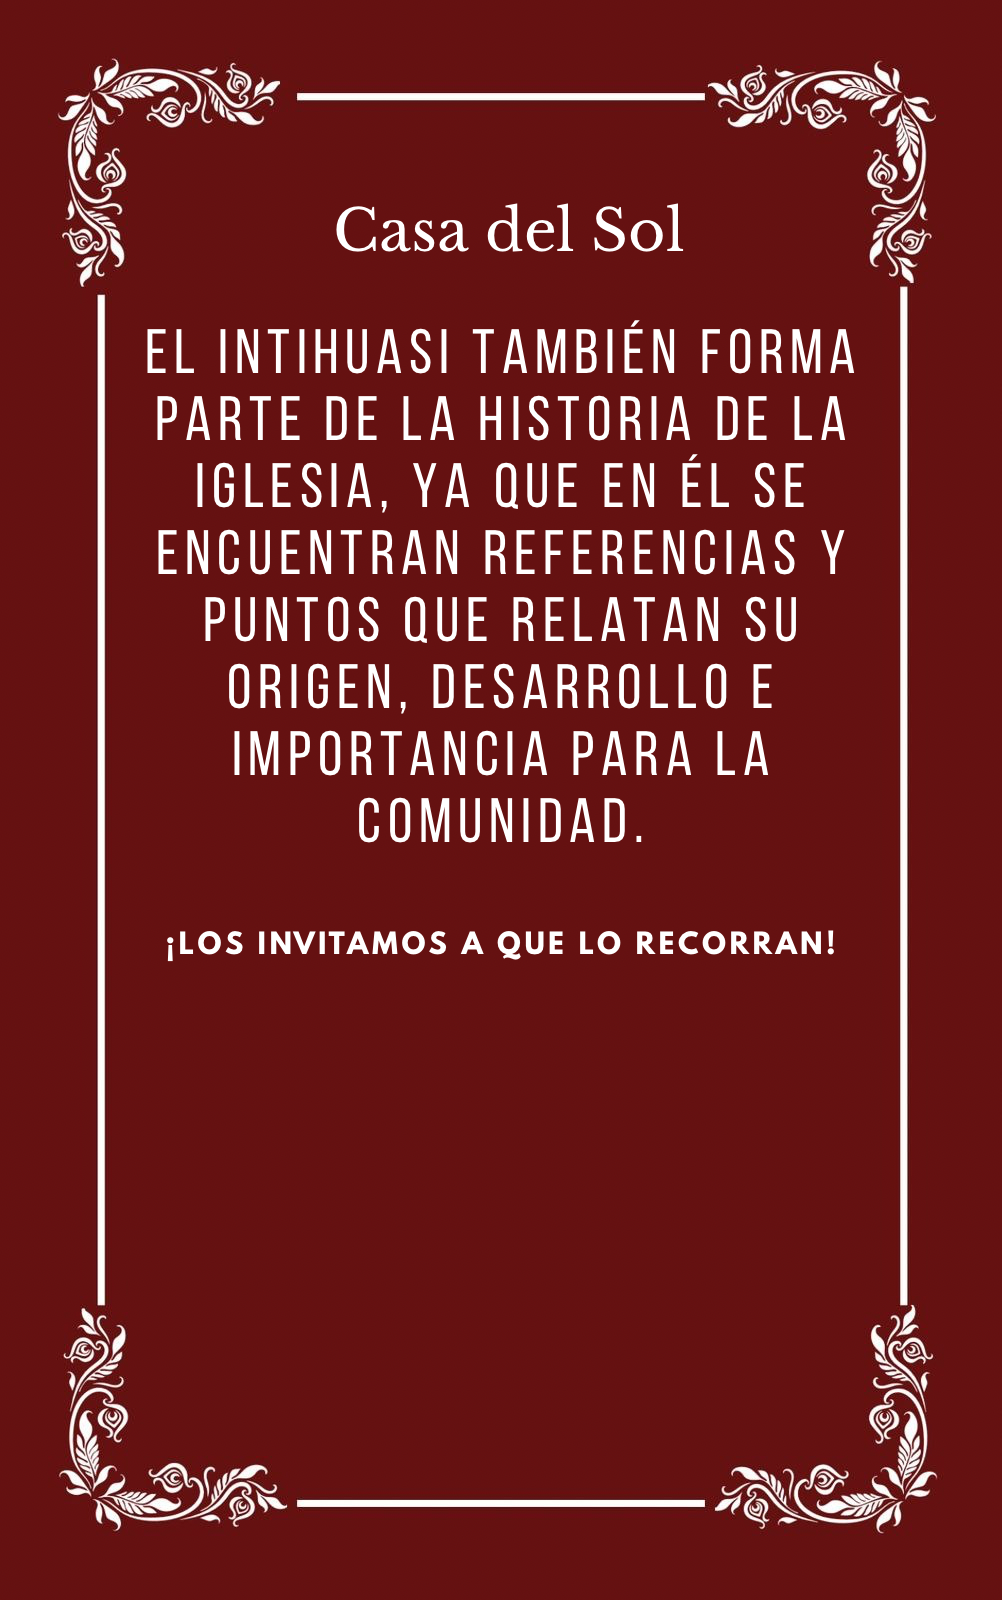 Casa del Sol
EL INTIHUASI TAMBIÉN FORMA
PARTE DE LA HISTORIA DE LA
IGLESIA, YA QUE EN ÉL SE
ENCUENTRAN REFERENCIAS Y
PUNTOS QUE RELATAN SU
ORIGEN, DESARROLLO E
IMPORTANCIA PARA LA
COMUNIDAD.
¡LOS INVITAMOS A QUE LO RECORRAN!